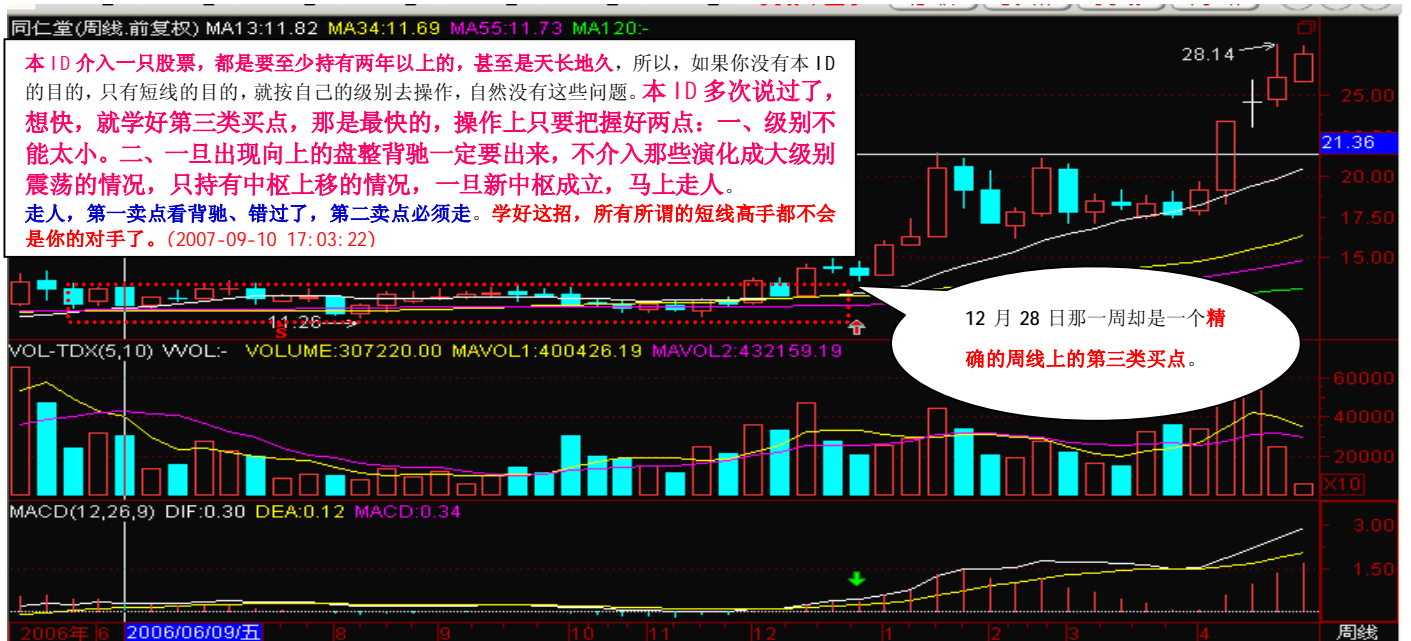 同仁堂(周线.前复权) MA13:11.82 MA34:11.69 MA55:11.73 MA120:-
本ID介入一只股票，都是要至少持有两年以上的，甚至是天长地久，所以，如果你没有本ID
的目的，只有短线的目的，就按自己的级别去操作，自然没有这些问题。本ID多次说过了，
想快，就学好第三类买点，那是最快的，操作上只要把握好两点：一、级别不
能太小。二、一旦出现向上的盘整背驰一定要出来，不介入那些演化成大级别
震荡的情况，只持有中枢上移的情况，一旦新中枢成立，马上走人。
走人，第一卖点看背驰、错过了，第二卖点必须走。学好这招，所有所谓的短线高手都不会
是你的对手了。(2007-09-10 17:03:22)
28.14
25.00
21.36
20.00
17.50
15.00
11.26
S
12 月 28 日那一周却是一个精
确的周线上的第三类买点。
VOL-TDX(5,10) VVOL:- VOLUME:307220.00 MAVOL1:400426.19 MAVOL2:432159.19
60000
40000
20000
X10
MACD(12,26,9) DIF:0.30 DEA:0.12 MACD:0.34
3.00
1.50
2006年 6 2006/06/09/五 8 9 10 11 12 1 2 3 4 周线